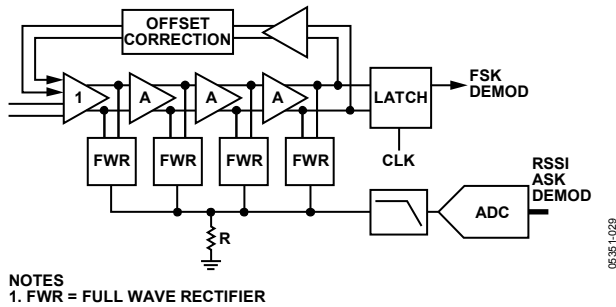 OFFSET
CORRECTION
1
A
A
A
LATCH
FSK
DEMOD
FWR
FWR
FWR
FWR
CLK
RSSI
ASK
DEMOD
R
ADC
05351-029
NOTES
1. FWR = FULL WAVE RECTIFIER